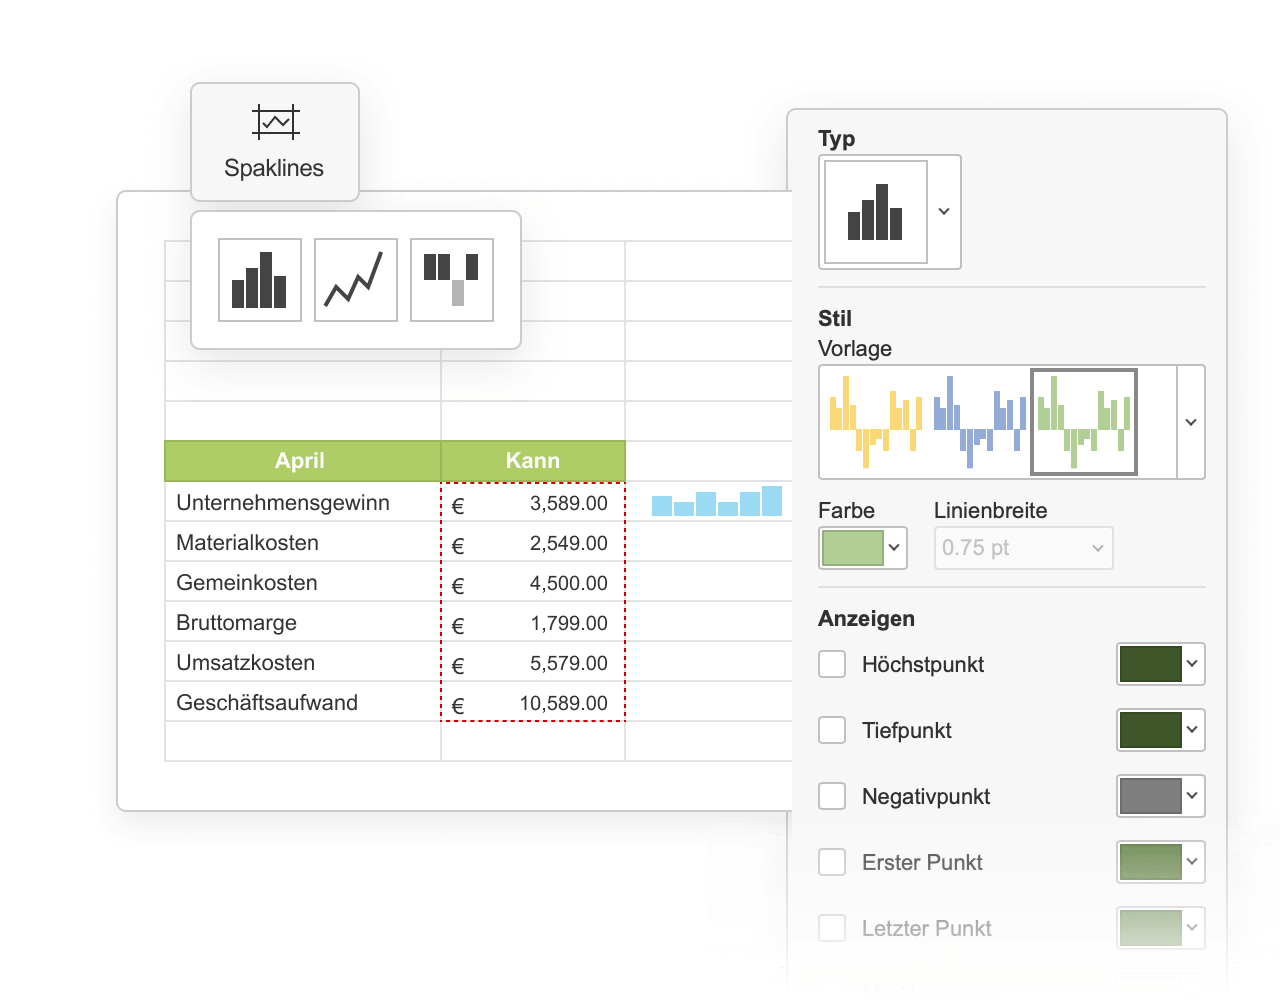 Spaklines
Typ
Stil
Vorlage
Farbe Linienbreite
0.75 pt
Anzeigen
Höchstpunkt
Tiefpunkt
Negativpunkt
Erster Punkt
Letzter Punkt
April Kann
Unternehmensgewinn € 3,589.00
Materialkosten € 2,549.00
Gemeinkosten € 4,500.00
Bruttomarge € 1,799.00
Umsatzkosten € 5,579.00
Geschäftsaufwand € 10,589.00